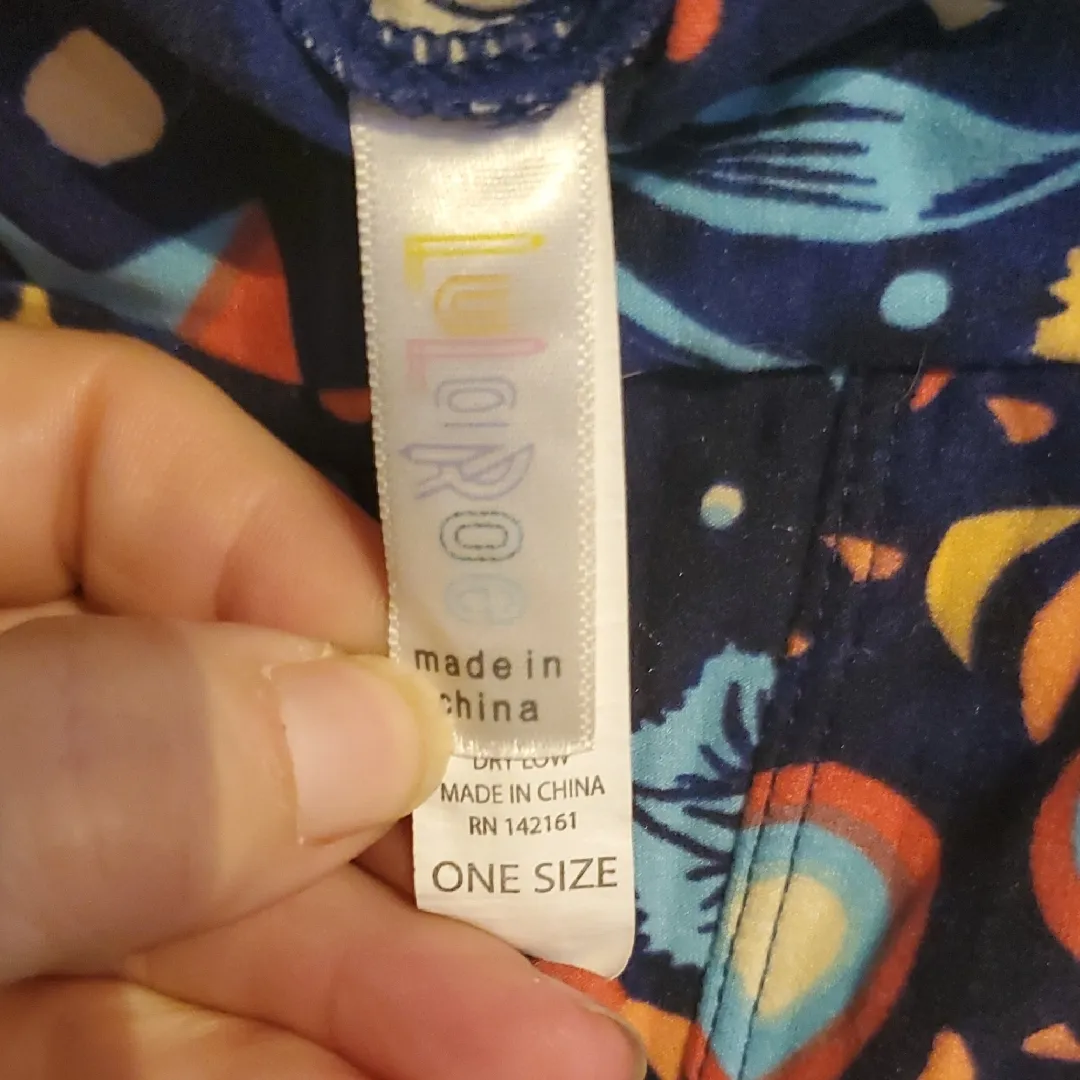 LuLaRoe
made in
china
DRY LOW
MADE IN CHINA
RN 142161
ONE SIZE